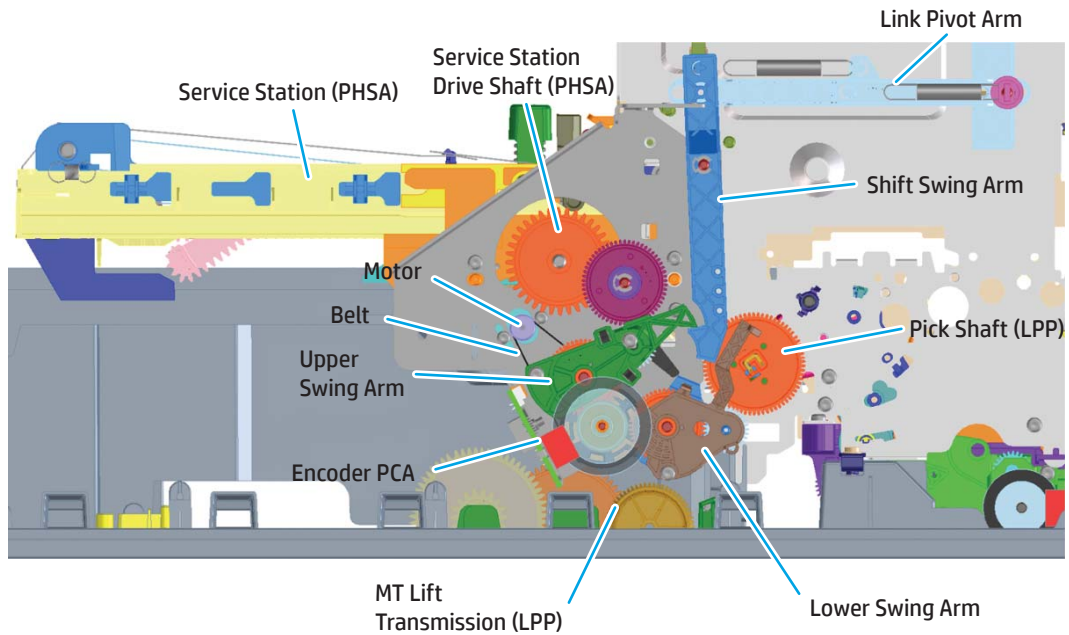 Link Pivot Arm
Service Station
Drive Shaft (PHSA)
Service Station (PHSA)
Shift Swing Arm
Motor
Belt
Pick Shaft (LPP)
Upper
Swing Arm
Encoder PCA
MT Lift
Transmission (LPP)
Lower Swing Arm